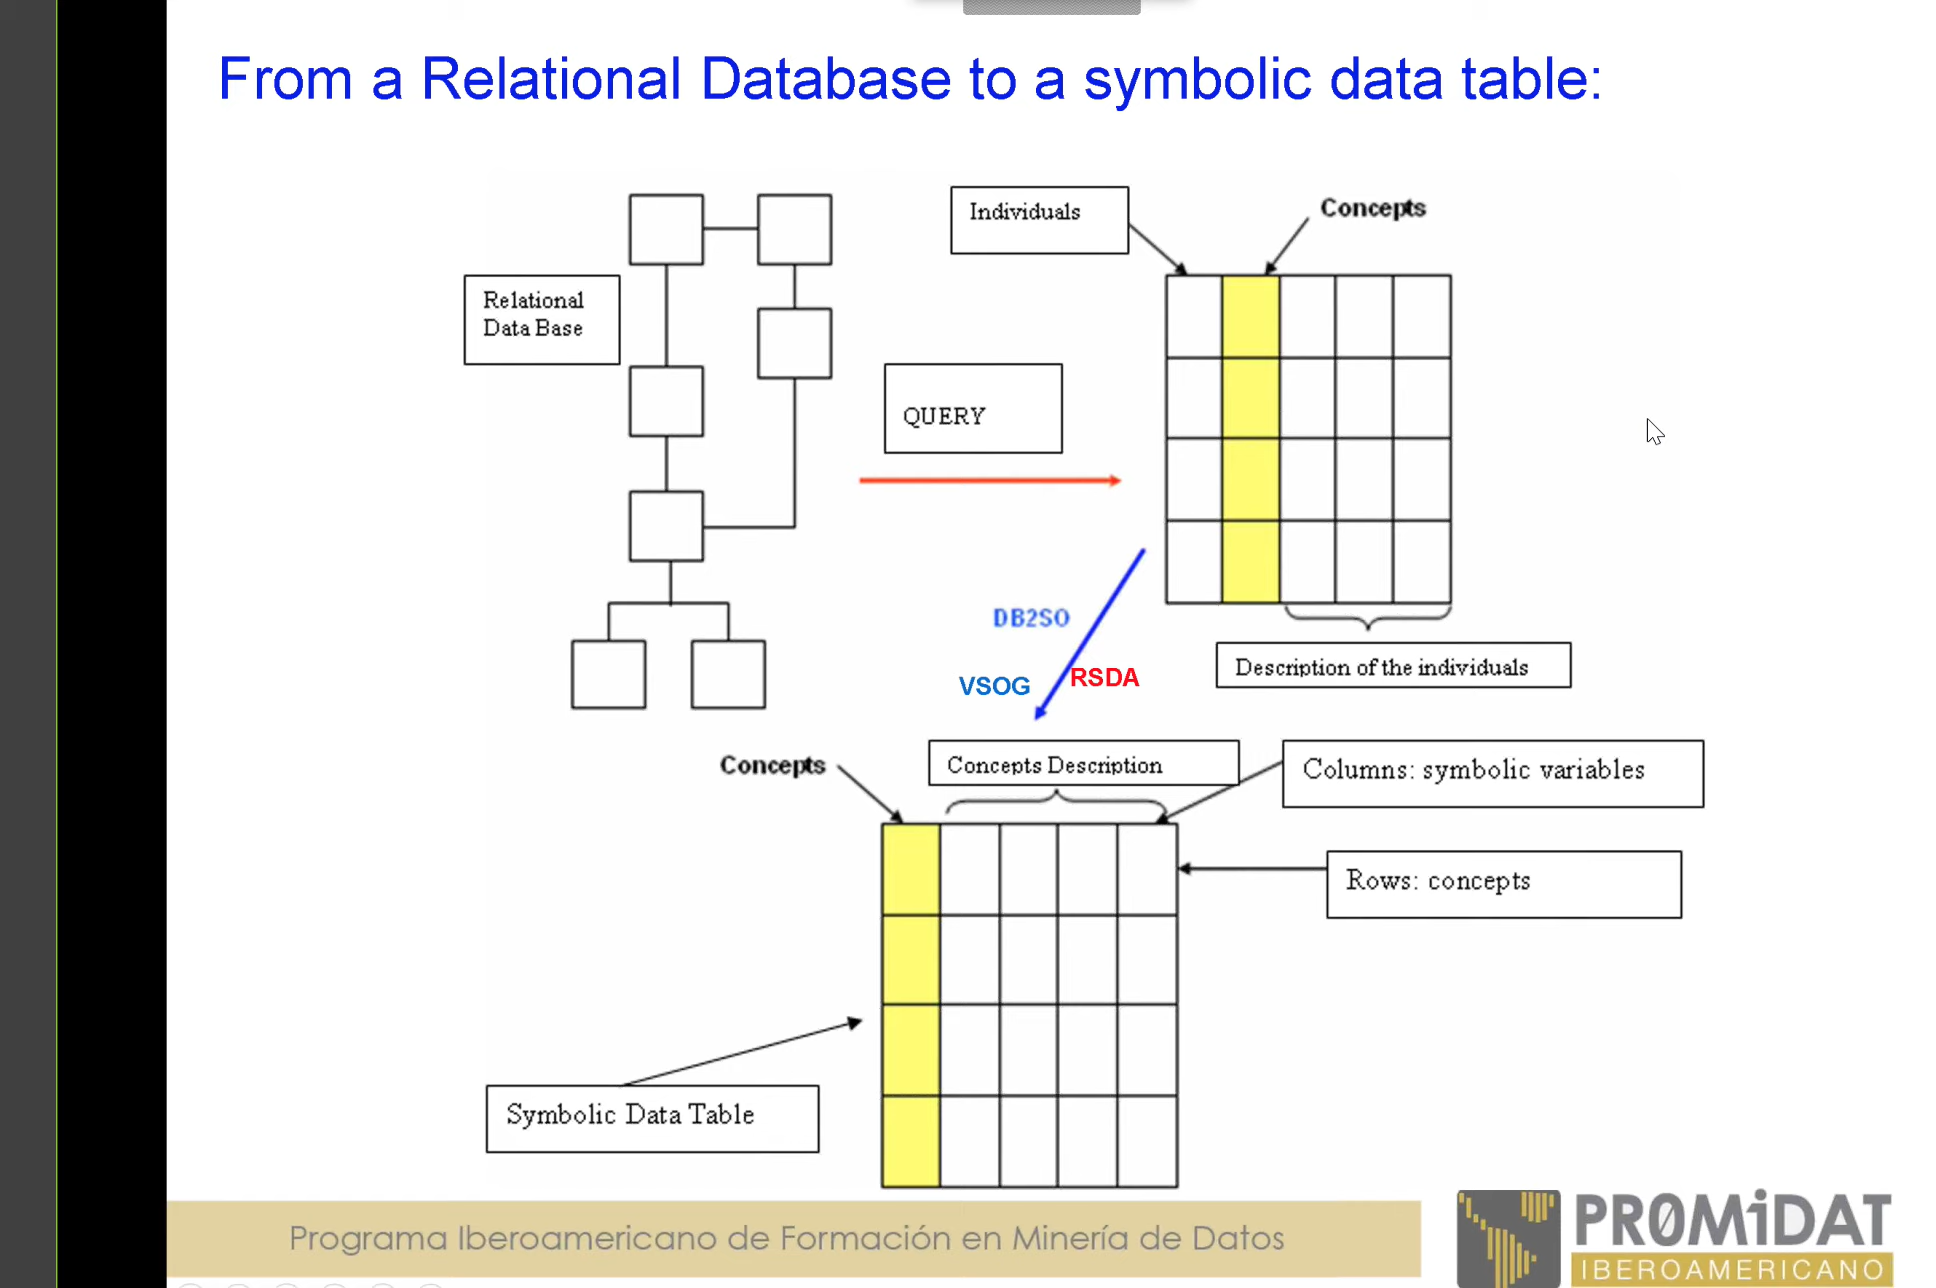 From a Relational Database to a symbolic data table:
Individuals
Concepts
Relational
Data Base
QUERY
DB2SO
VSOG
RSDA
Description of the individuals
Concepts
Concepts Description
Columns: symbolic variables
Rows: concepts
Symbolic Data Table
Programa Iberoamericano de Formación en Minería de Datos
PR0MiDAT
IBEROAMERICANO